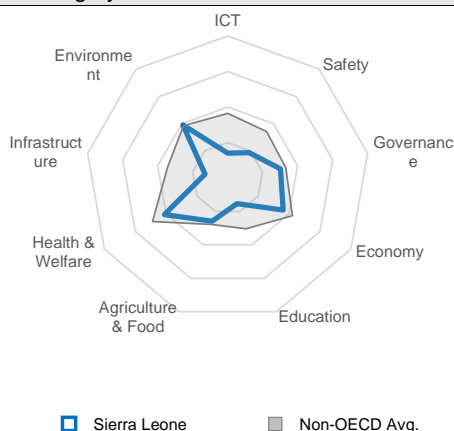 ICT
Environme
nt
Safety
Infrastruct
ure
Governanc
e
Health &
Welfare
Economy
Agriculture
& Food
Education
Sierra Leone
Non-OECD Avg.